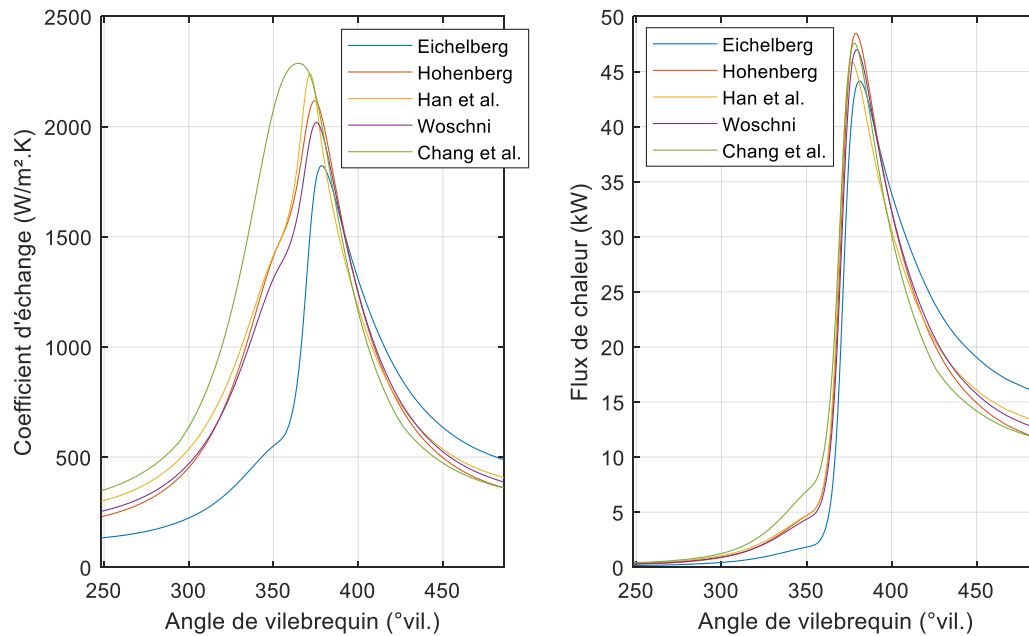 Coefficient d'échange (W/m².K)
2500
2000
1500
1000
500
0
250
300
350
400
450
Angle de vilebrequin (°vil.)
Eichelberg
Hohenberg
Han et al.
Woschni
Chang et al.
Flux de chaleur (kW)
50
45
40
35
30
25
20
15
10
5
0
250
300
350
400
450
Angle de vilebrequin (°vil.)
Eichelberg
Hohenberg
Han et al.
Woschni
Chang et al.